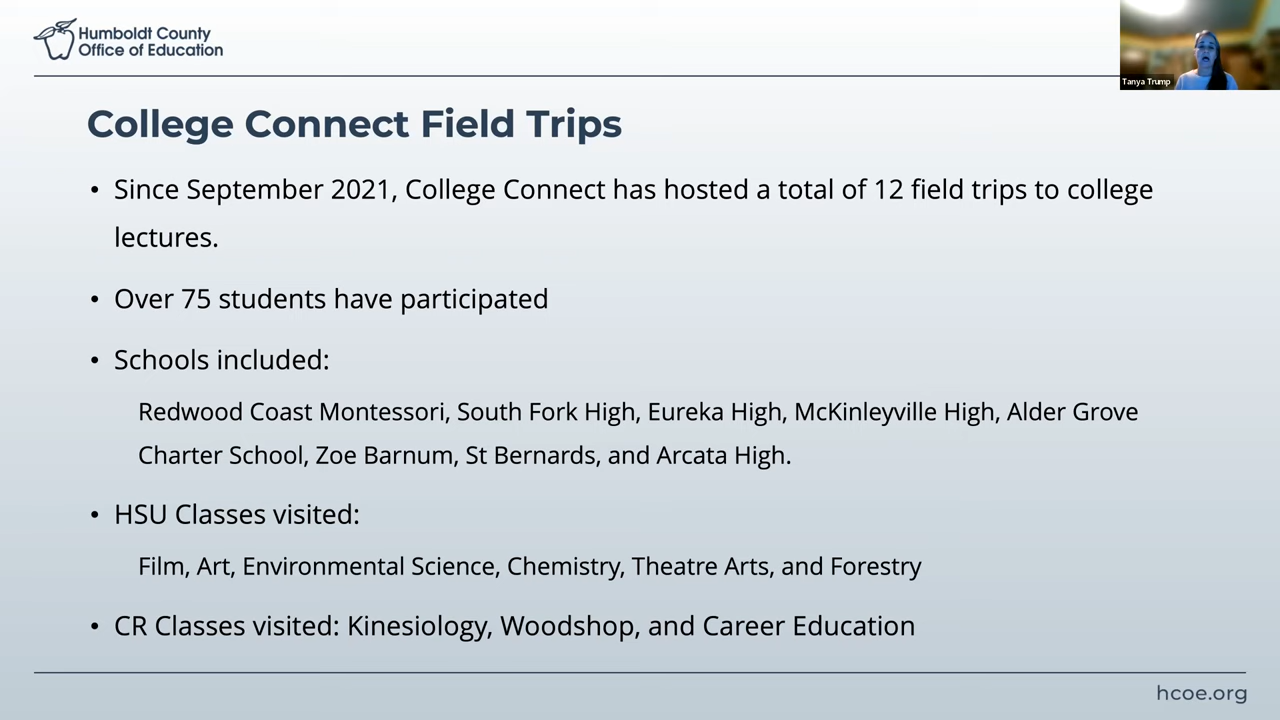 Humboldt County
Office of Education
Tanya Trump
College Connect Field Trips
• Since September 2021, College Connect has hosted a total of 12 field trips to college
lectures.
• Over 75 students have participated
• Schools included:
Redwood Coast Montessori, South Fork High, Eureka High, McKinleyville High, Alder Grove
Charter School, Zoe Barnum, St Bernards, and Arcata High.
• HSU Classes visited:
Film, Art, Environmental Science, Chemistry, Theatre Arts, and Forestry
• CR Classes visited: Kinesiology, Woodshop, and Career Education
hcoe.org